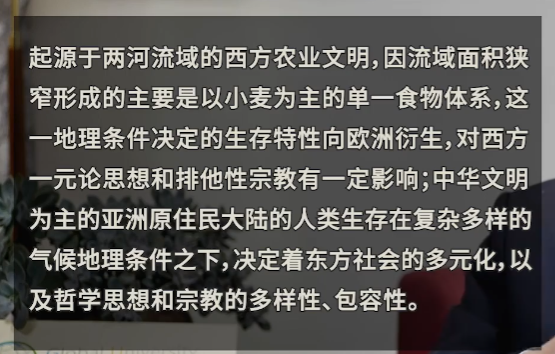 起源于两河流域的西方农业文明，因流域面积狭
窄形成的主要是以小麦为主的单一食物体系，这
一地理条件决定的生存特性向欧洲衍生，对西方
一元论思想和排他性宗教有一定影响；中华文明
为主的亚洲原住民大陆的人类生存在复杂多样的
气候地理条件之下，决定着东方社会的多元化，以
及哲学思想和宗教的多样性、包容性。